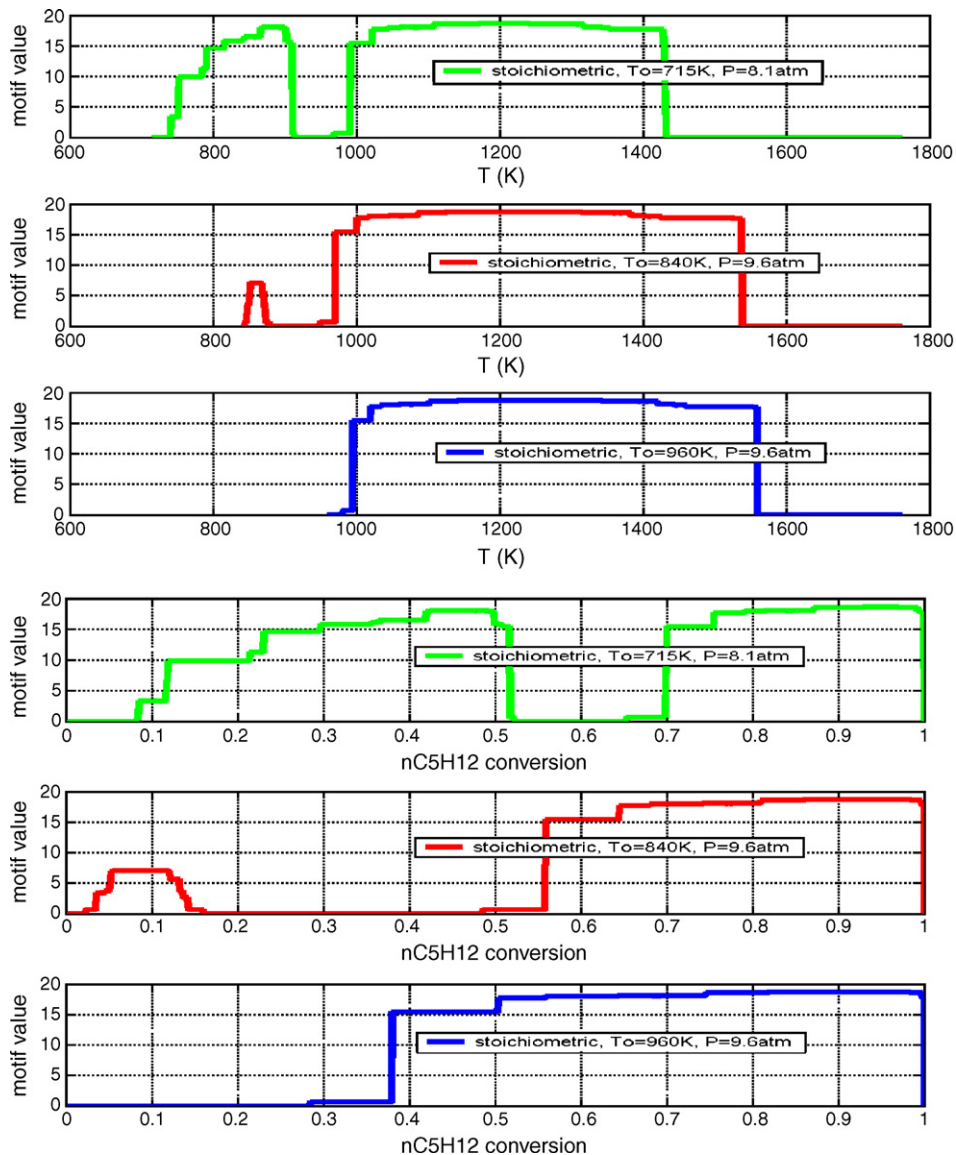 motif value
20
15
10
5
0
stoichiometric, To=715K, P=8.1atm
600 800 1000 1200 1400 1600 1800
T (K)
motif value
20
15
10
5
0
stoichiometric, To=840K, P=9.6atm
600 800 1000 1200 1400 1600 1800
T (K)
motif value
20
15
10
5
0
stoichiometric, To=960K, P=9.6atm
600 800 1000 1200 1400 1600 1800
T (K)
motif value
20
15
10
5
0
stoichiometric, To=715K, P=8.1atm
0 0.1 0.2 0.3 0.4 0.5 0.6 0.7 0.8 0.9 1
nC5H12 conversion
motif value
20
15
10
5
0
stoichiometric, To=840K, P=9.6atm
0 0.1 0.2 0.3 0.4 0.5 0.6 0.7 0.8 0.9 1
nC5H12 conversion
motif value
20
15
10
5
0
stoichiometric, To=960K, P=9.6atm
0 0.1 0.2 0.3 0.4 0.5 0.6 0.7 0.8 0.9 1
nC5H12 conversion